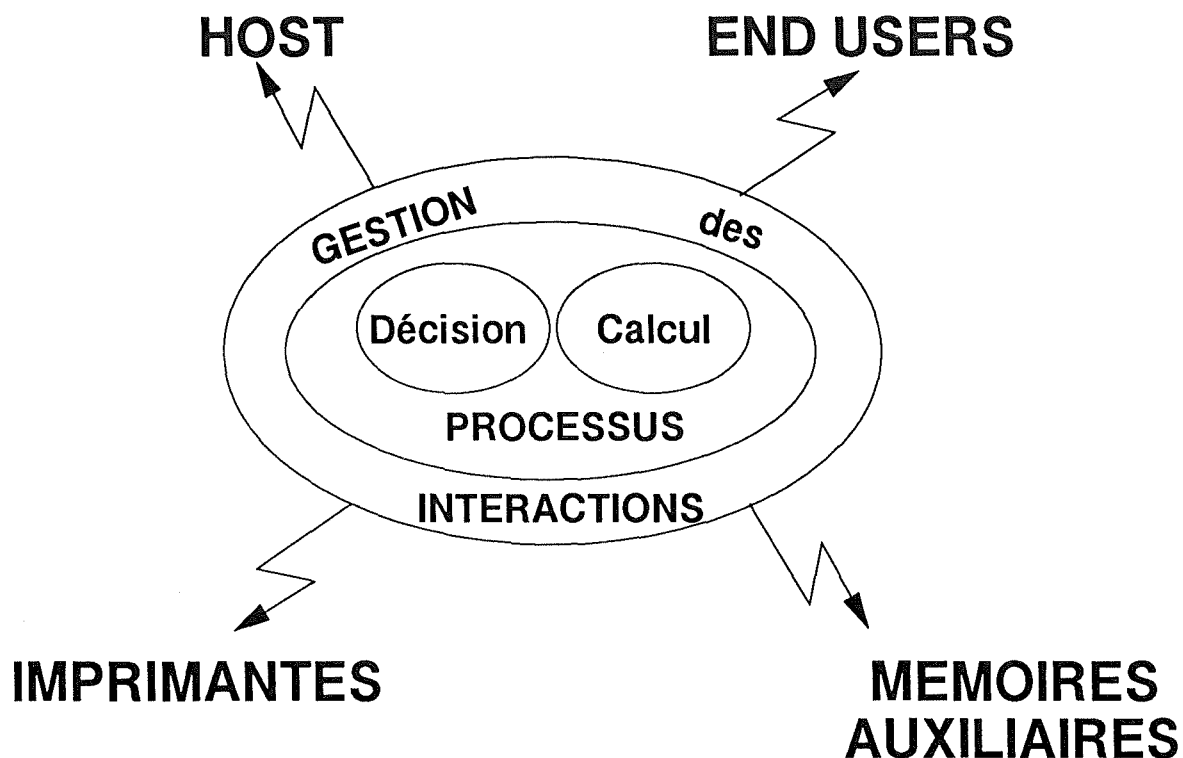 HOST
END USERS
GESTION des
Décision
Calcul
PROCESSUS
INTERACTIONS
IMPRIMANTES
MEMOIRES
AUXILIAIRES